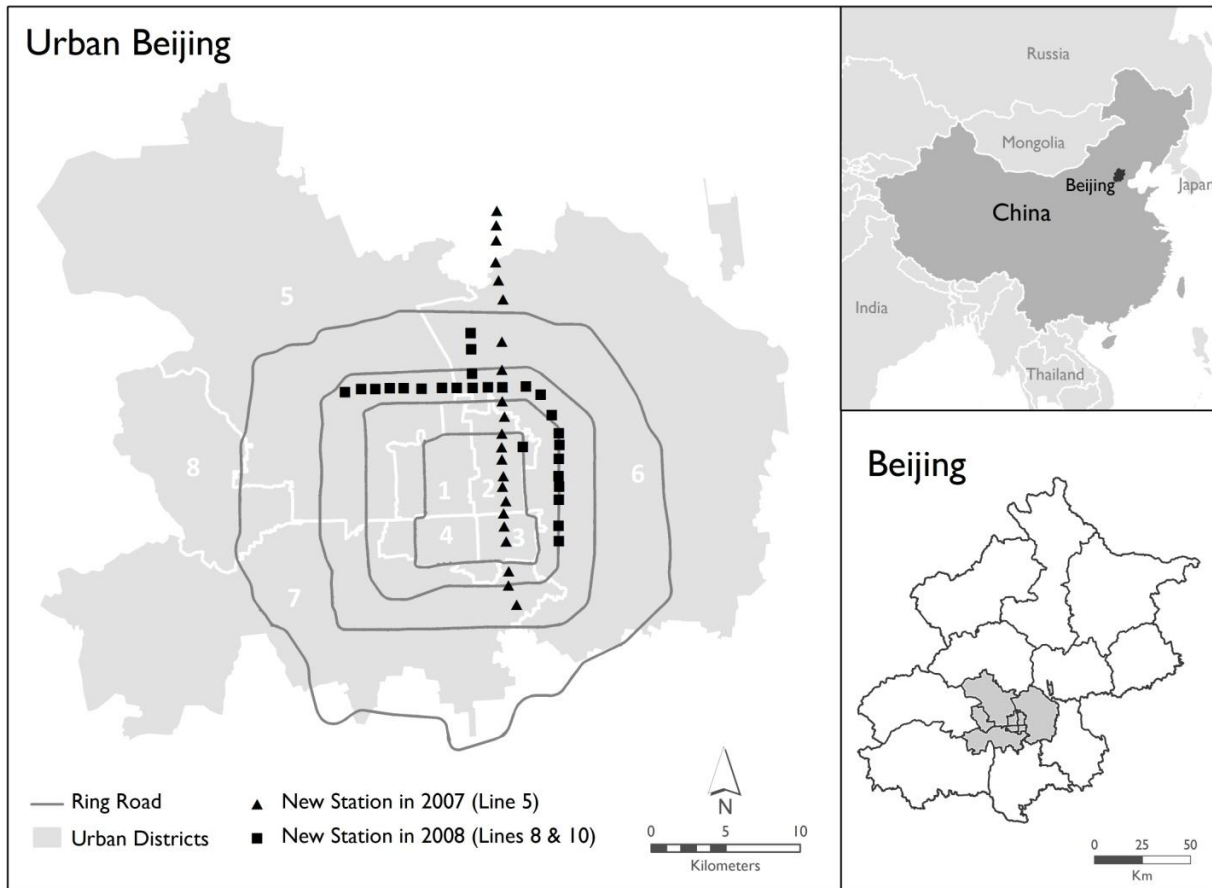 Urban Beijing
5
8
6
1
2
4
3
7
Ring Road
Urban Districts
New Station in 2007 (Line 5)
New Station in 2008 (Lines 8 & 10)
N
0 5 10
Kilometers
Russia
Mongolia
Beijing
Japan
China
India
Thailand
Beijing
0 25 50
Km